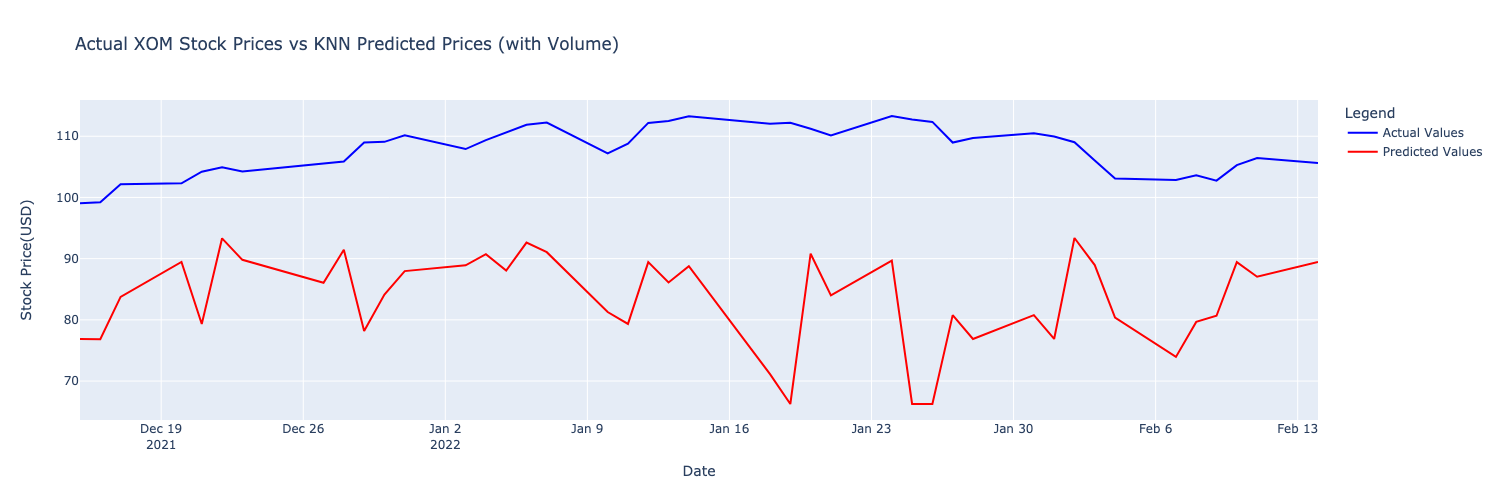 Actual XOM Stock Prices vs KNN Predicted Prices (with Volume)
Legend
Actual Values
Predicted Values
Stock Price(USD)
110
100
90
80
70
Dec 19
2021
Dec 26
Jan 2
2022
Jan 9
Jan 16
Jan 23
Jan 30
Feb 6
Feb 13
Date